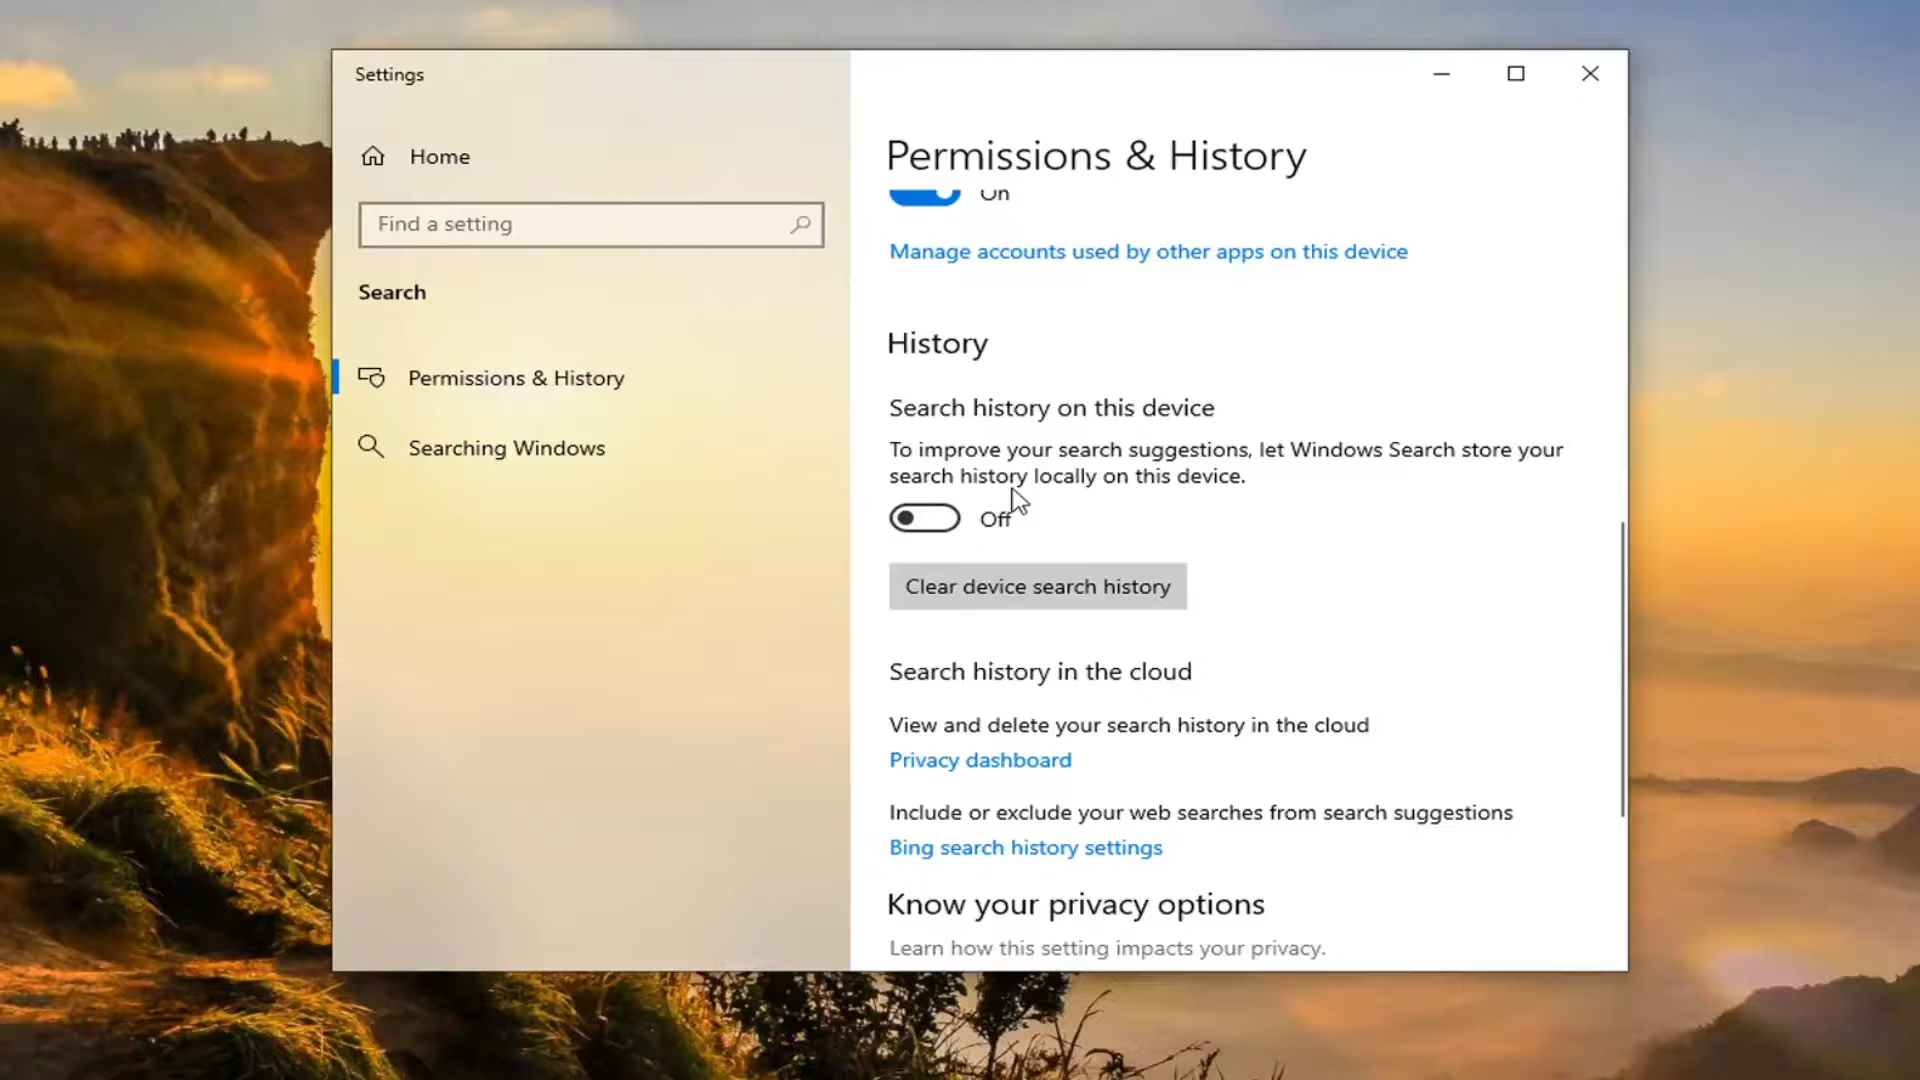 Settings
Home
Find a setting
Search
Permissions & History
Searching Windows
Permissions & History
On
Manage accounts used by other apps on this device
History
Search history on this device
To improve your search suggestions, let Windows Search store your
search history locally on this device.
Off
Clear device search history
Search history in the cloud
View and delete your search history in the cloud
Privacy dashboard
Include or exclude your web searches from search suggestions
Bing search history settings
Know your privacy options
Learn how this setting impacts your privacy.